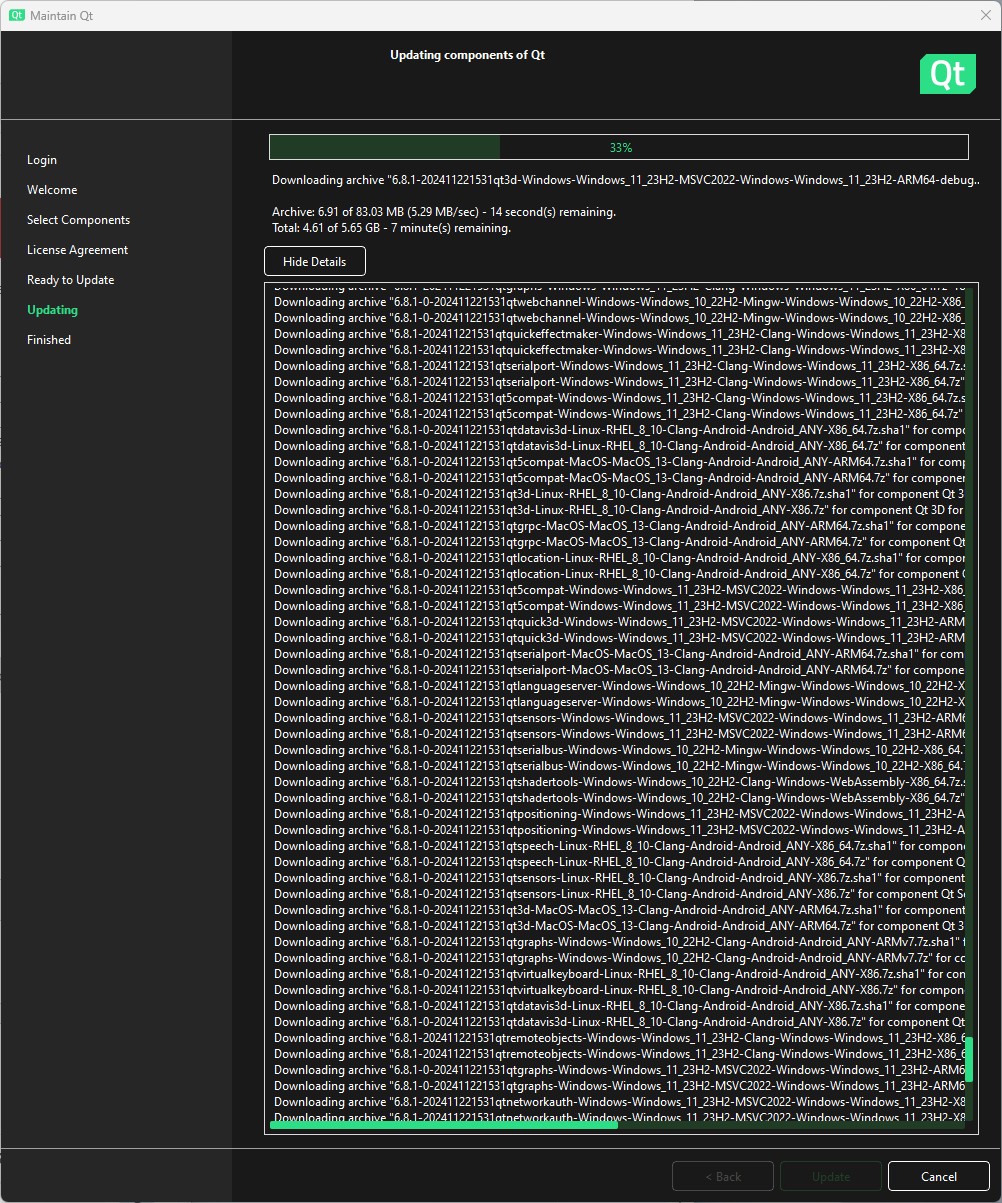 Qt Maintain Qt
Updating components of Qt
Qt
Login
Welcome
Select Components
License Agreement
Ready to Update
Updating
Finished
33%
Downloading archive "6.8.1-202411221531qt3d-Windows-Windows_11_23H2-MSVC2022-Windows-Windows_11_23H2-ARM64-debug..
Archive: 6.91 of 83.03 MB (5.29 MB/sec) - 14 second(s) remaining.
Total: 4.61 of 5.65 GB - 7 minute(s) remaining.
Hide Details
Downloading archive "6.8.1-0-202411221531qtwebchannel-Windows-Windows_10_22H2-Mingw-Windows-Windows_10_22H2-X86_
Downloading archive "6.8.1-0-202411221531qtwebchannel-Windows-Windows_10_22H2-Mingw-Windows-Windows_10_22H2-X86_
Downloading archive "6.8.1-0-202411221531qtquickeffectmaker-Windows-Windows_11_23H2-Clang-Windows-Windows_11_23H2-X8
Downloading archive "6.8.1-0-202411221531qtquickeffectmaker-Windows-Windows_11_23H2-Clang-Windows-Windows_11_23H2-X8
Downloading archive "6.8.1-0-202411221531qtserialport-Windows-Windows_11_23H2-Clang-Windows-Windows_11_23H2-X86_64.7z.s
Downloading archive "6.8.1-0-202411221531qtserialport-Windows-Windows_11_23H2-Clang-Windows-Windows_11_23H2-X86_64.7z"
Downloading archive "6.8.1-0-202411221531qt5compat-Windows-Windows_11_23H2-Clang-Windows-Windows_11_23H2-X86_64.7z.s
Downloading archive "6.8.1-0-202411221531qt5compat-Windows-Windows_11_23H2-Clang-Windows-Windows_11_23H2-X86_64.7z"
Downloading archive "6.8.1-0-202411221531qtdatavis3d-Linux-RHEL_8_10-Clang-Android-Android_ANY-X86_64.7z.sha1" for compo
Downloading archive "6.8.1-0-202411221531qtdatavis3d-Linux-RHEL_8_10-Clang-Android-Android_ANY-X86_64.7z" for component
Downloading archive "6.8.1-0-202411221531qt5compat-MacOS-MacOS_13-Clang-Android-Android_ANY-ARM64.7z.sha1" for comp
Downloading archive "6.8.1-0-202411221531qt5compat-MacOS-MacOS_13-Clang-Android-Android_ANY-ARM64.7z" for componen
Downloading archive "6.8.1-0-202411221531qt3d-Linux-RHEL_8_10-Clang-Android-Android_ANY-X86.7z.sha1" for component Qt 3
Downloading archive "6.8.1-0-202411221531qt3d-Linux-RHEL_8_10-Clang-Android-Android_ANY-X86.7z" for component Qt 3D for
Downloading archive "6.8.1-0-202411221531qtgrpc-MacOS-MacOS_13-Clang-Android-Android_ANY-ARM64.7z.sha1" for compone
Downloading archive "6.8.1-0-202411221531qtgrpc-MacOS-MacOS_13-Clang-Android-Android_ANY-ARM64.7z" for component Qt
Downloading archive "6.8.1-0-202411221531qtlocation-Linux-RHEL_8_10-Clang-Android-Android_ANY-X86_64.7z.sha1" for compon
Downloading archive "6.8.1-0-202411221531qtlocation-Linux-RHEL_8_10-Clang-Android-Android_ANY-X86_64.7z" for component
Downloading archive "6.8.1-0-202411221531qt5compat-Windows-Windows_11_23H2-MSVC2022-Windows-Windows_11_23H2-X86_
Downloading archive "6.8.1-0-202411221531qt5compat-Windows-Windows_11_23H2-MSVC2022-Windows-Windows_11_23H2-X86_
Downloading archive "6.8.1-0-202411221531qtquick3d-Windows-Windows_11_23H2-MSVC2022-Windows-Windows_11_23H2-ARM
Downloading archive "6.8.1-0-202411221531qtquick3d-Windows-Windows_11_23H2-MSVC2022-Windows-Windows_11_23H2-ARM
Downloading archive "6.8.1-0-202411221531qtserialport-MacOS-MacOS_13-Clang-Android-Android_ANY-ARM64.7z.sha1" for com
Downloading archive "6.8.1-0-202411221531qtserialport-MacOS-MacOS_13-Clang-Android-Android_ANY-ARM64.7z" for compone
Downloading archive "6.8.1-0-202411221531qtlanguageserver-Windows-Windows_10_22H2-Mingw-Windows-Windows_10_22H2-X
Downloading archive "6.8.1-0-202411221531qtlanguageserver-Windows-Windows_10_22H2-Mingw-Windows-Windows_10_22H2-X
Downloading archive "6.8.1-0-202411221531qtsensors-Windows-Windows_11_23H2-MSVC2022-Windows-Windows_11_23H2-ARM6
Downloading archive "6.8.1-0-202411221531qtsensors-Windows-Windows_11_23H2-MSVC2022-Windows-Windows_11_23H2-ARM6
Downloading archive "6.8.1-0-202411221531qtserialbus-Windows-Windows_10_22H2-Mingw-Windows-Windows_10_22H2-X86_64.
Downloading archive "6.8.1-0-202411221531qtserialbus-Windows-Windows_10_22H2-Mingw-Windows-Windows_10_22H2-X86_64.
Downloading archive "6.8.1-0-202411221531qtshadertools-Windows-Windows_10_22H2-Clang-Windows-WebAssembly-X86_64.7z.s
Downloading archive "6.8.1-0-202411221531qtshadertools-Windows-Windows_10_22H2-Clang-Windows-WebAssembly-X86_64.7z"
Downloading archive "6.8.1-0-202411221531qtpositioning-Windows-Windows_11_23H2-MSVC2022-Windows-Windows_11_23H2-A
Downloading archive "6.8.1-0-202411221531qtpositioning-Windows-Windows_11_23H2-MSVC2022-Windows-Windows_11_23H2-A
Downloading archive "6.8.1-0-202411221531qtspeech-Linux-RHEL_8_10-Clang-Android-Android_ANY-X86_64.7z.sha1" for compon
Downloading archive "6.8.1-0-202411221531qtspeech-Linux-RHEL_8_10-Clang-Android-Android_ANY-X86_64.7z" for component Q
Downloading archive "6.8.1-0-202411221531qtsensors-Linux-RHEL_8_10-Clang-Android-Android_ANY-X86.7z.sha1" for component
Downloading archive "6.8.1-0-202411221531qtsensors-Linux-RHEL_8_10-Clang-Android-Android_ANY-X86.7z" for component Qt Se
Downloading archive "6.8.1-0-202411221531qt3d-MacOS-MacOS_13-Clang-Android-Android_ANY-ARM64.7z.sha1" for component
Downloading archive "6.8.1-0-202411221531qt3d-MacOS-MacOS_13-Clang-Android-Android_ANY-ARM64.7z" for component Qt 3
Downloading archive "6.8.1-0-202411221531qtgraphs-Windows-Windows_10_22H2-Clang-Android-Android_ANY-ARMv7.7z.sha1" f
Downloading archive "6.8.1-0-202411221531qtgraphs-Windows-Windows_10_22H2-Clang-Android-Android_ANY-ARMv7.7z" for co
Downloading archive "6.8.1-0-202411221531qtvirtualkeyboard-Linux-RHEL_8_10-Clang-Android-Android_ANY-X86.7z.sha1" for con
Downloading archive "6.8.1-0-202411221531qtvirtualkeyboard-Linux-RHEL_8_10-Clang-Android-Android_ANY-X86.7z" for compon
Downloading archive "6.8.1-0-202411221531qtdatavis3d-Linux-RHEL_8_10-Clang-Android-Android_ANY-X86.7z.sha1" for compone
Downloading archive "6.8.1-0-202411221531qtdatavis3d-Linux-RHEL_8_10-Clang-Android-Android_ANY-X86.7z" for component Qt
Downloading archive "6.8.1-0-202411221531qtremoteobjects-Windows-Windows_11_23H2-Clang-Windows-Windows_11_23H2-X86_6
Downloading archive "6.8.1-0-202411221531qtremoteobjects-Windows-Windows_11_23H2-Clang-Windows-Windows_11_23H2-X86_6
Downloading archive "6.8.1-0-202411221531qtgraphs-Windows-Windows_11_23H2-MSVC2022-Windows-Windows_11_23H2-ARM6
Downloading archive "6.8.1-0-202411221531qtgraphs-Windows-Windows_11_23H2-MSVC2022-Windows-Windows_11_23H2-ARM6
Downloading archive "6.8.1-0-202411221531qtnetworkauth-Windows-Windows_11_23H2-MSVC2022-Windows-Windows_11_23H2-X8
Downloading archive "6.8.1-0-202411221531qtnetworkauth-Windows-Windows_11_23H2-MSVC2022-Windows-Windows_11_23H2-X8
< Back
Update
Cancel